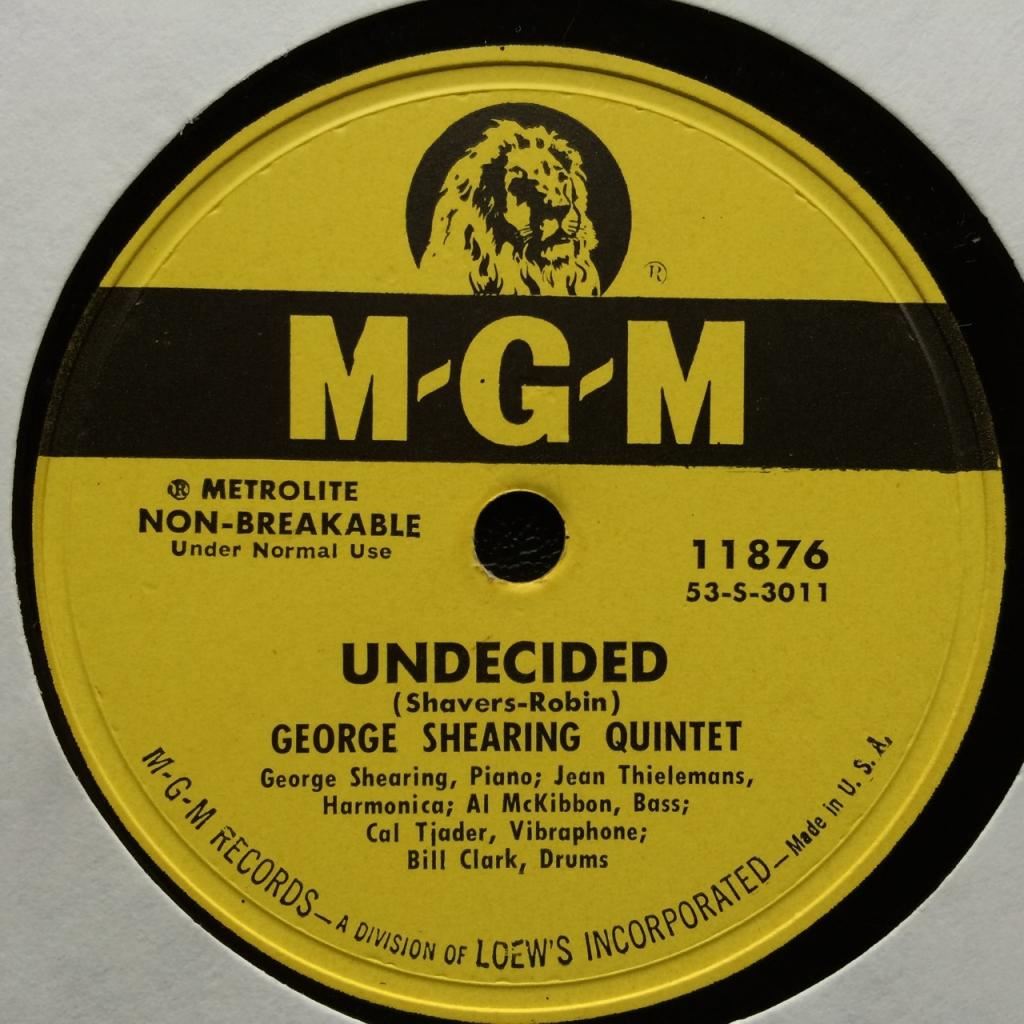 ®
M-G-M
® METROLITE
NON-BREAKABLE
Under Normal Use
11876
53-S-3011
UNDECIDED
(Shavers-Robin)
GEORGE SHEARING QUINTET
George Shearing, Piano; Jean Thielemans,
Harmonica; Al McKibbon, Bass;
Cal Tjader, Vibraphone;
Bill Clark, Drums
M-G-M RECORDS—A DIVISION OF LOEW'S INCORPORATED—Made in U. S. A.